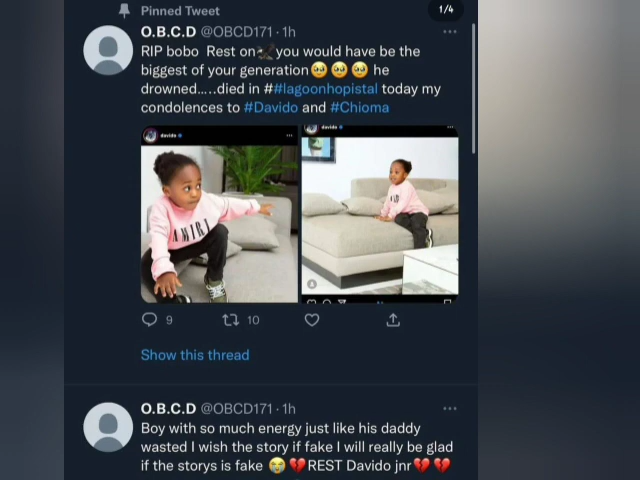 Pinned Tweet
1/4
O.B.C.D @OBCD171 · 1h
RIP bobo Rest on🕊️you would have be the
biggest of your generation🥹🥹🥹 he
drowned.....died in ##lagoonhopistal today my
condolences to #Davido and #Chioma
davido
davido
AMIRI
9
10
Show this thread
O.B.C.D @OBCD171 · 1h
Boy with so much energy just like his daddy
wasted I wish the story if fake I will really be glad
if the storys is fake 😭💔REST Davido jnr💔💔